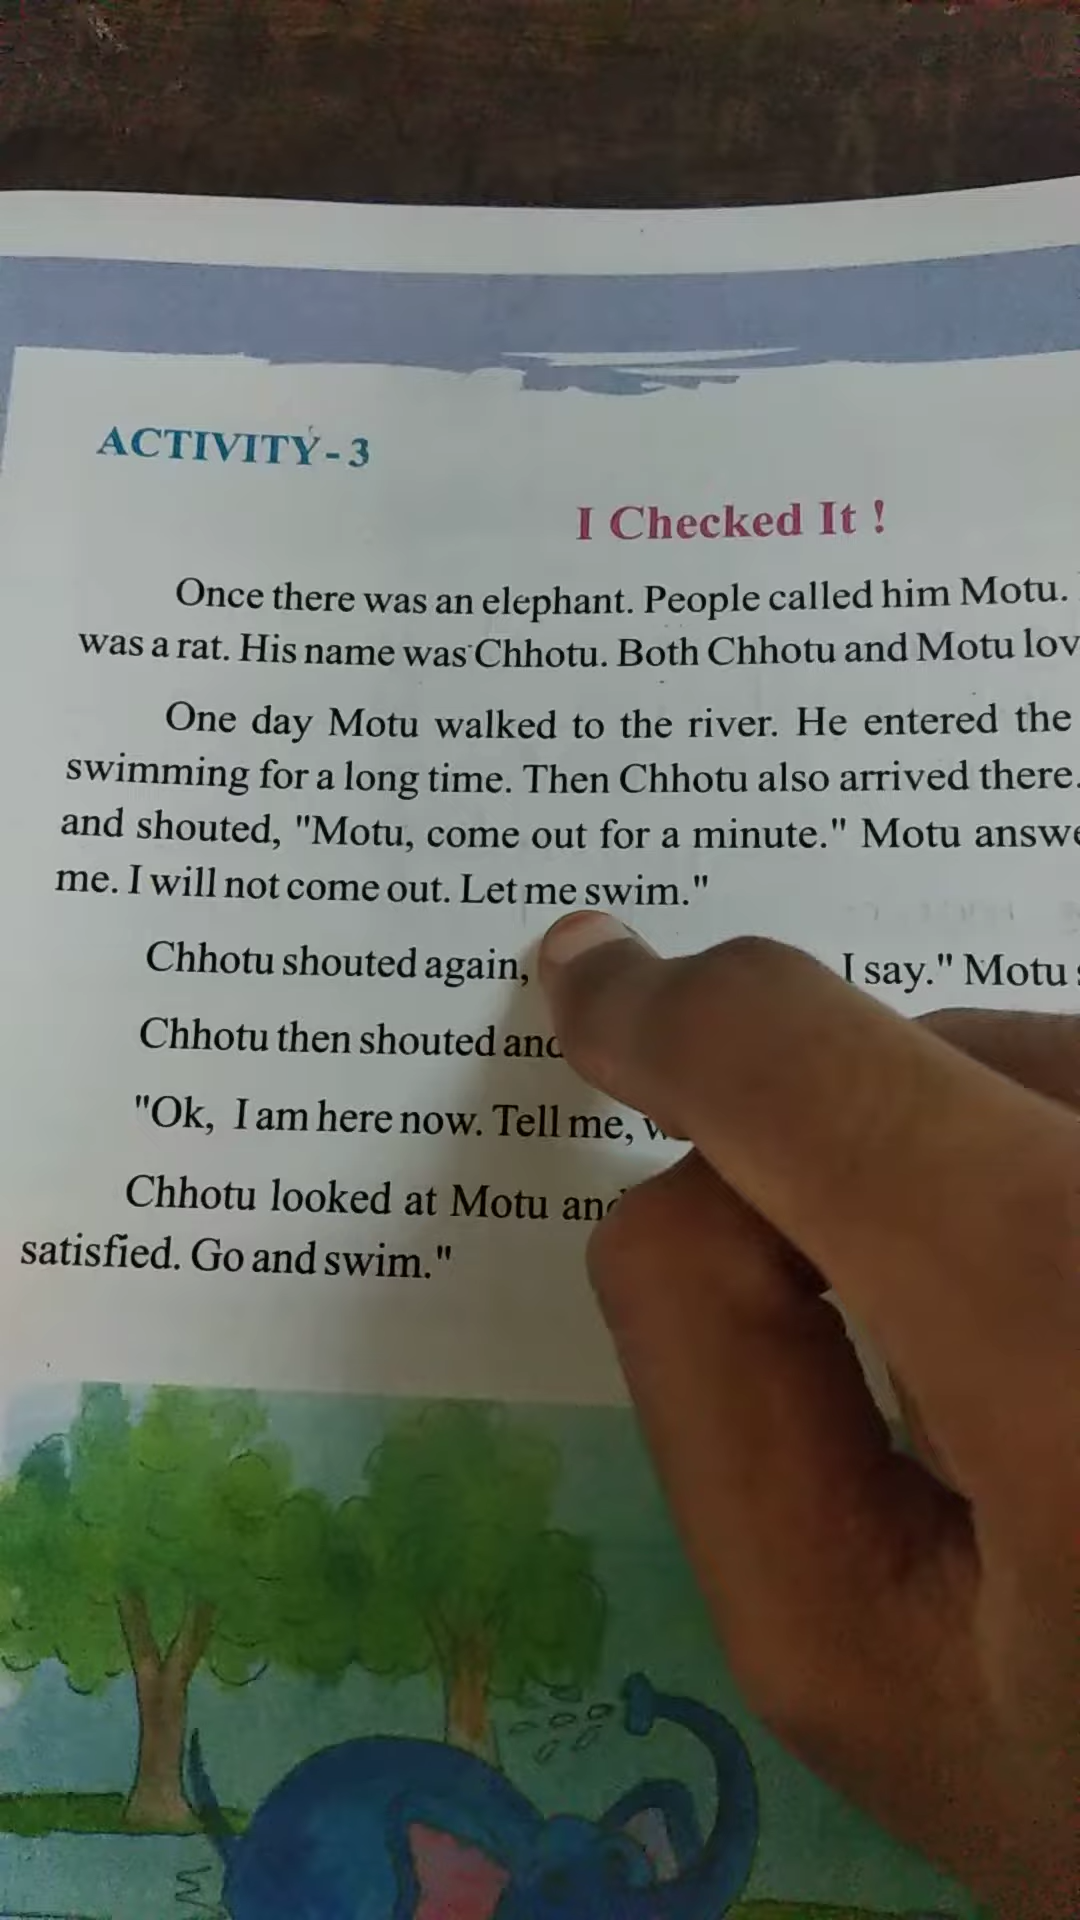 ACTIVITY - 3
I Checked It !
Once there was an elephant. People called him Motu.
was a rat. His name was Chhotu. Both Chhotu and Motu
One day Motu walked to the river. He entered the
swimming for a long time. Then Chhotu also arrived there.
and shouted, "Motu, come out for a minute." Motu
me. I will not come out. Let me swim."
Chhotu shouted again, I say." Motu
Chhotu then shouted and
"Ok, I am here now. Tell me,
Chhotu looked at Motu and
satisfied. Go and swim."